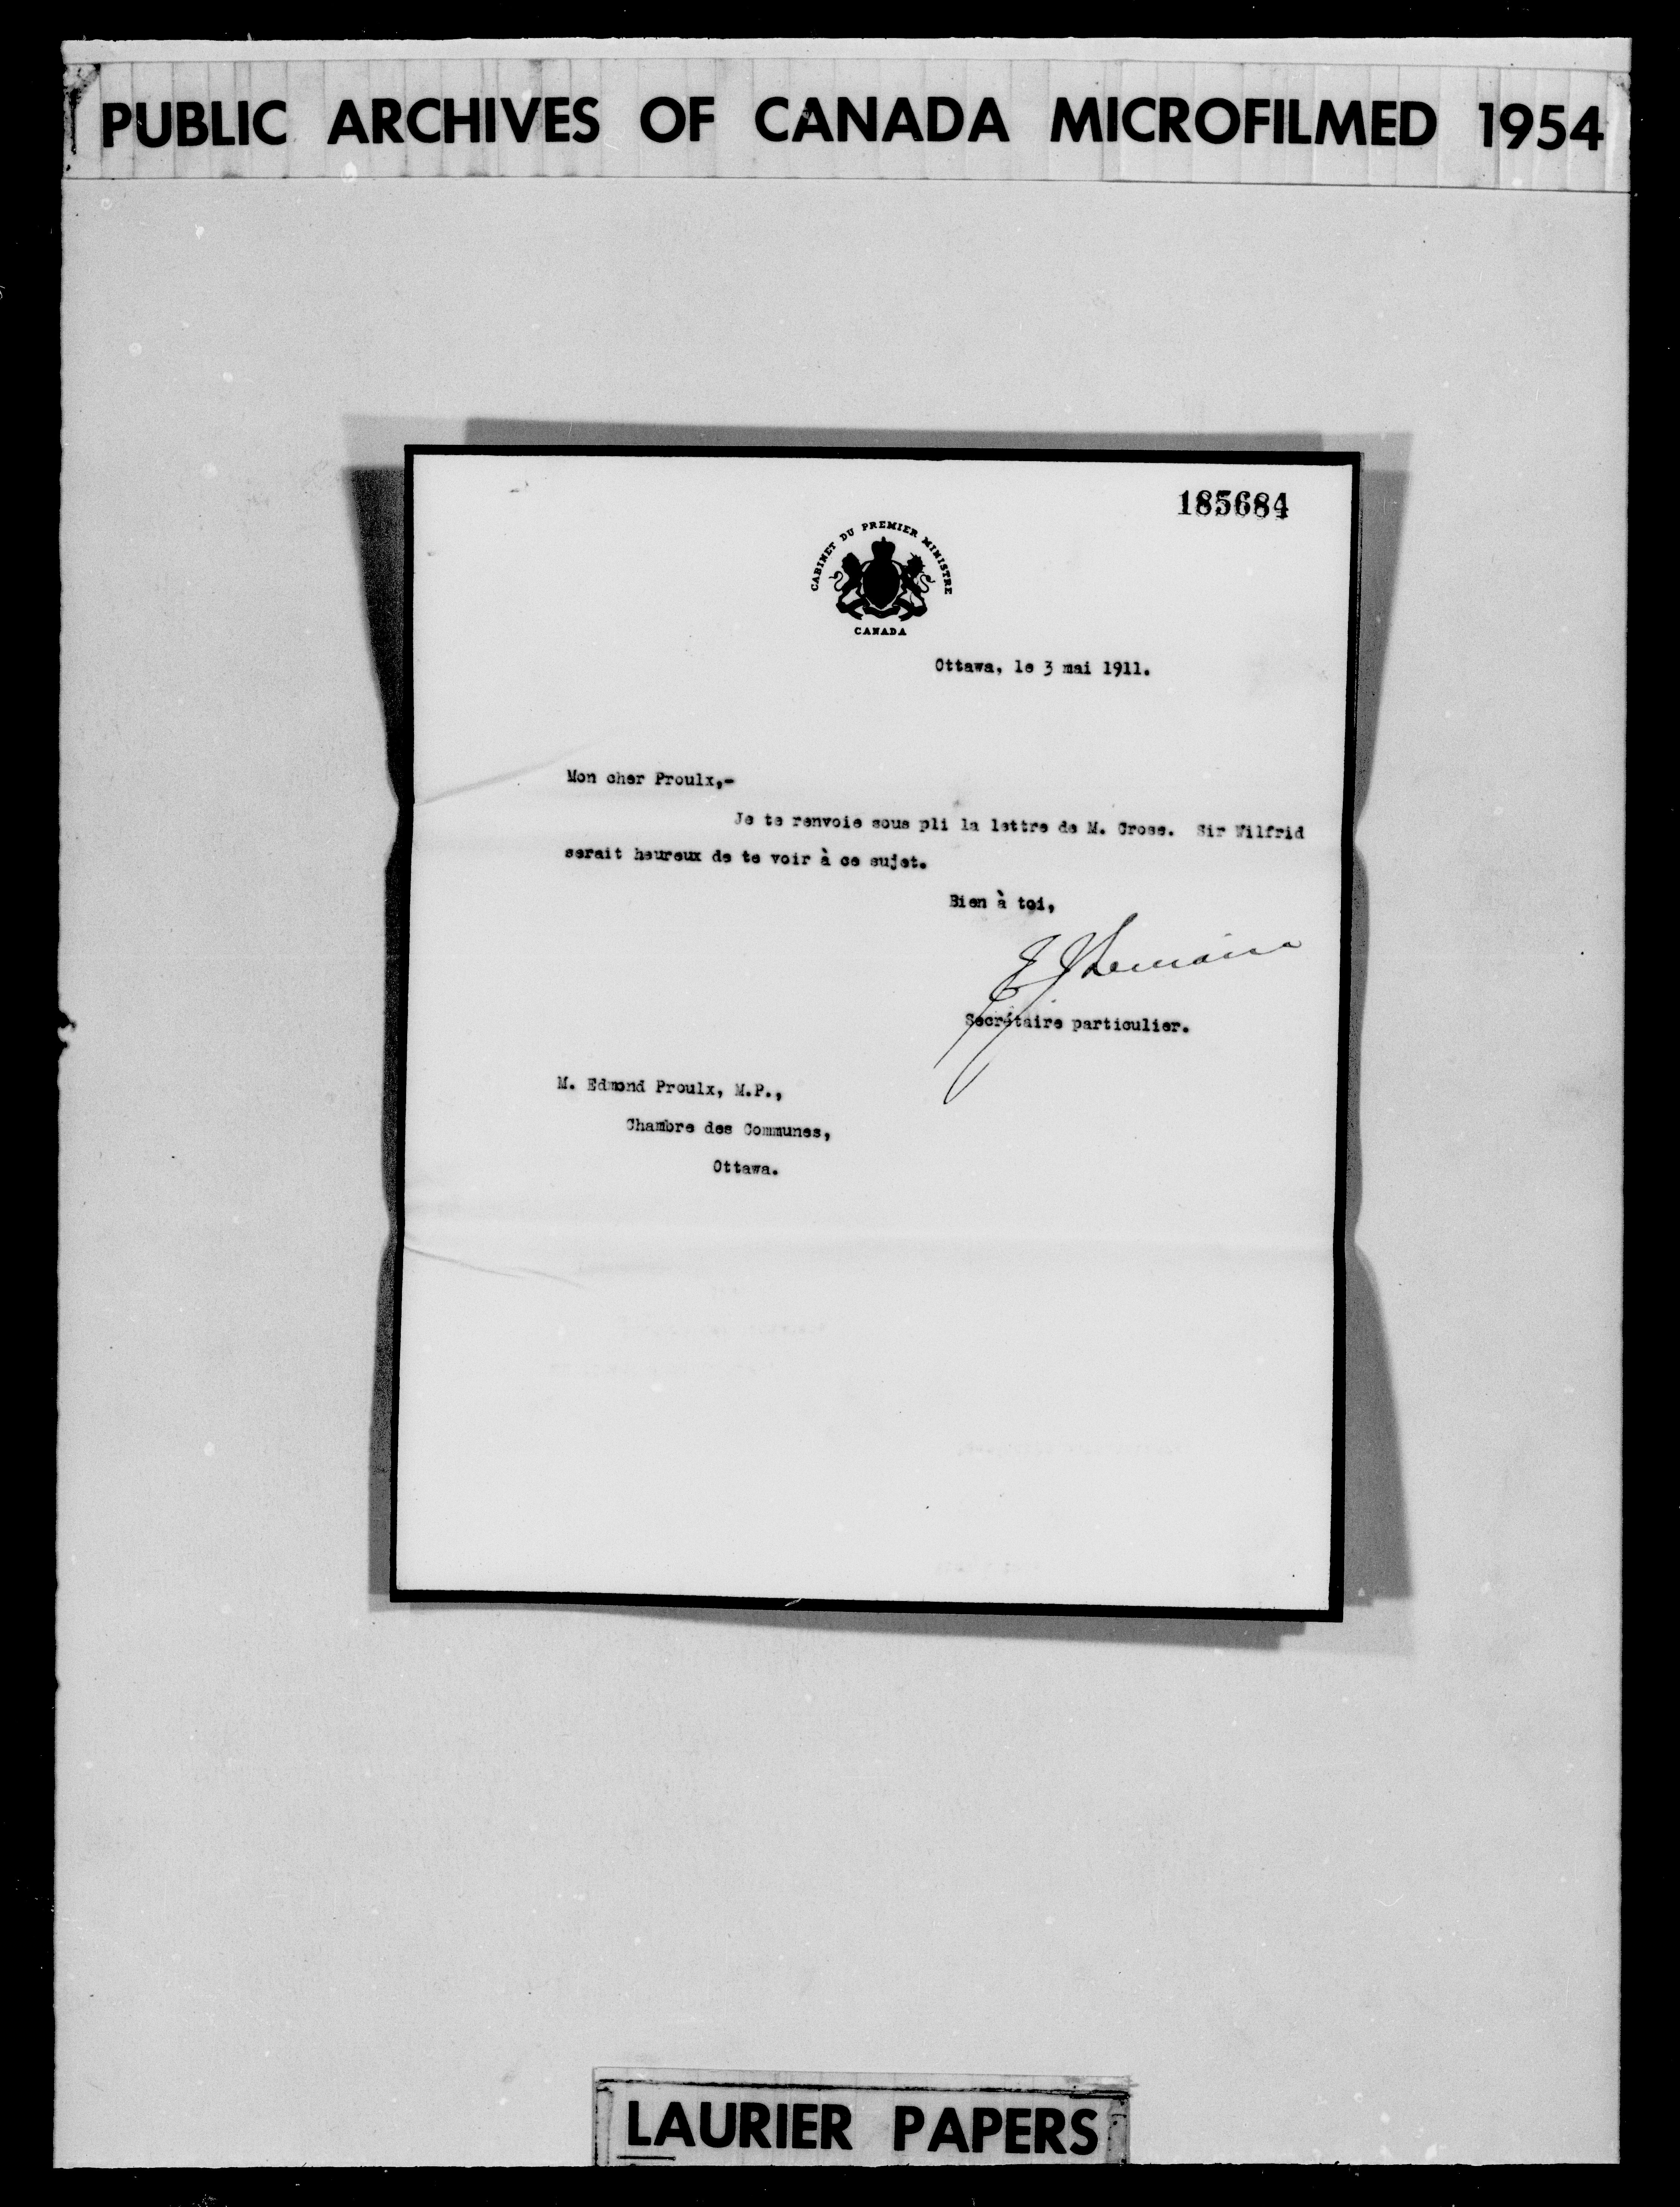 PUBLIC ARCHIVES OF CANADA MICROFILMED 1954
185684
CABINET DU PREMIER MINISTRE
CANADA
Ottawa, le 3 mai 1911.
Mon cher Proulx,-
Je te renvoie sous pli la lettre de M. Cross. Sir Wilfrid
serait heureux de te voir à ce sujet.
Bien à toi,
E J Lemaire
Secrétaire particulier.
M. Edmond Proulx, M.P.,
Chambre des Communes,
Ottawa.
LAURIER PAPERS